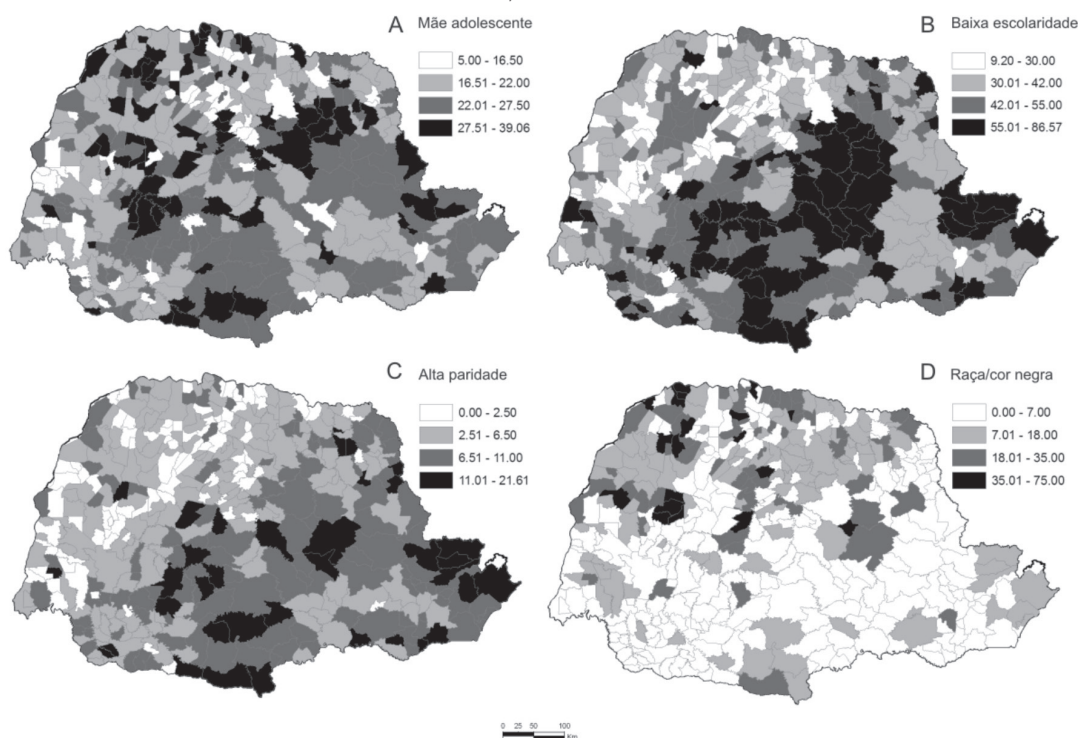 A Mãe adolescente
5.00 - 16.50
16.51 - 22.00
22.01 - 27.50
27.51 - 39.06
B Baixa escolaridade
9.20 - 30.00
30.01 - 42.00
42.01 - 55.00
55.01 - 86.57
C Alta paridade
0.00 - 2.50
2.51 - 6.50
6.51 - 11.00
11.01 - 21.61
D Raça/cor negra
0.00 - 7.00
7.01 - 18.00
18.01 - 35.00
35.01 - 75.00
0 25 50 100
Km